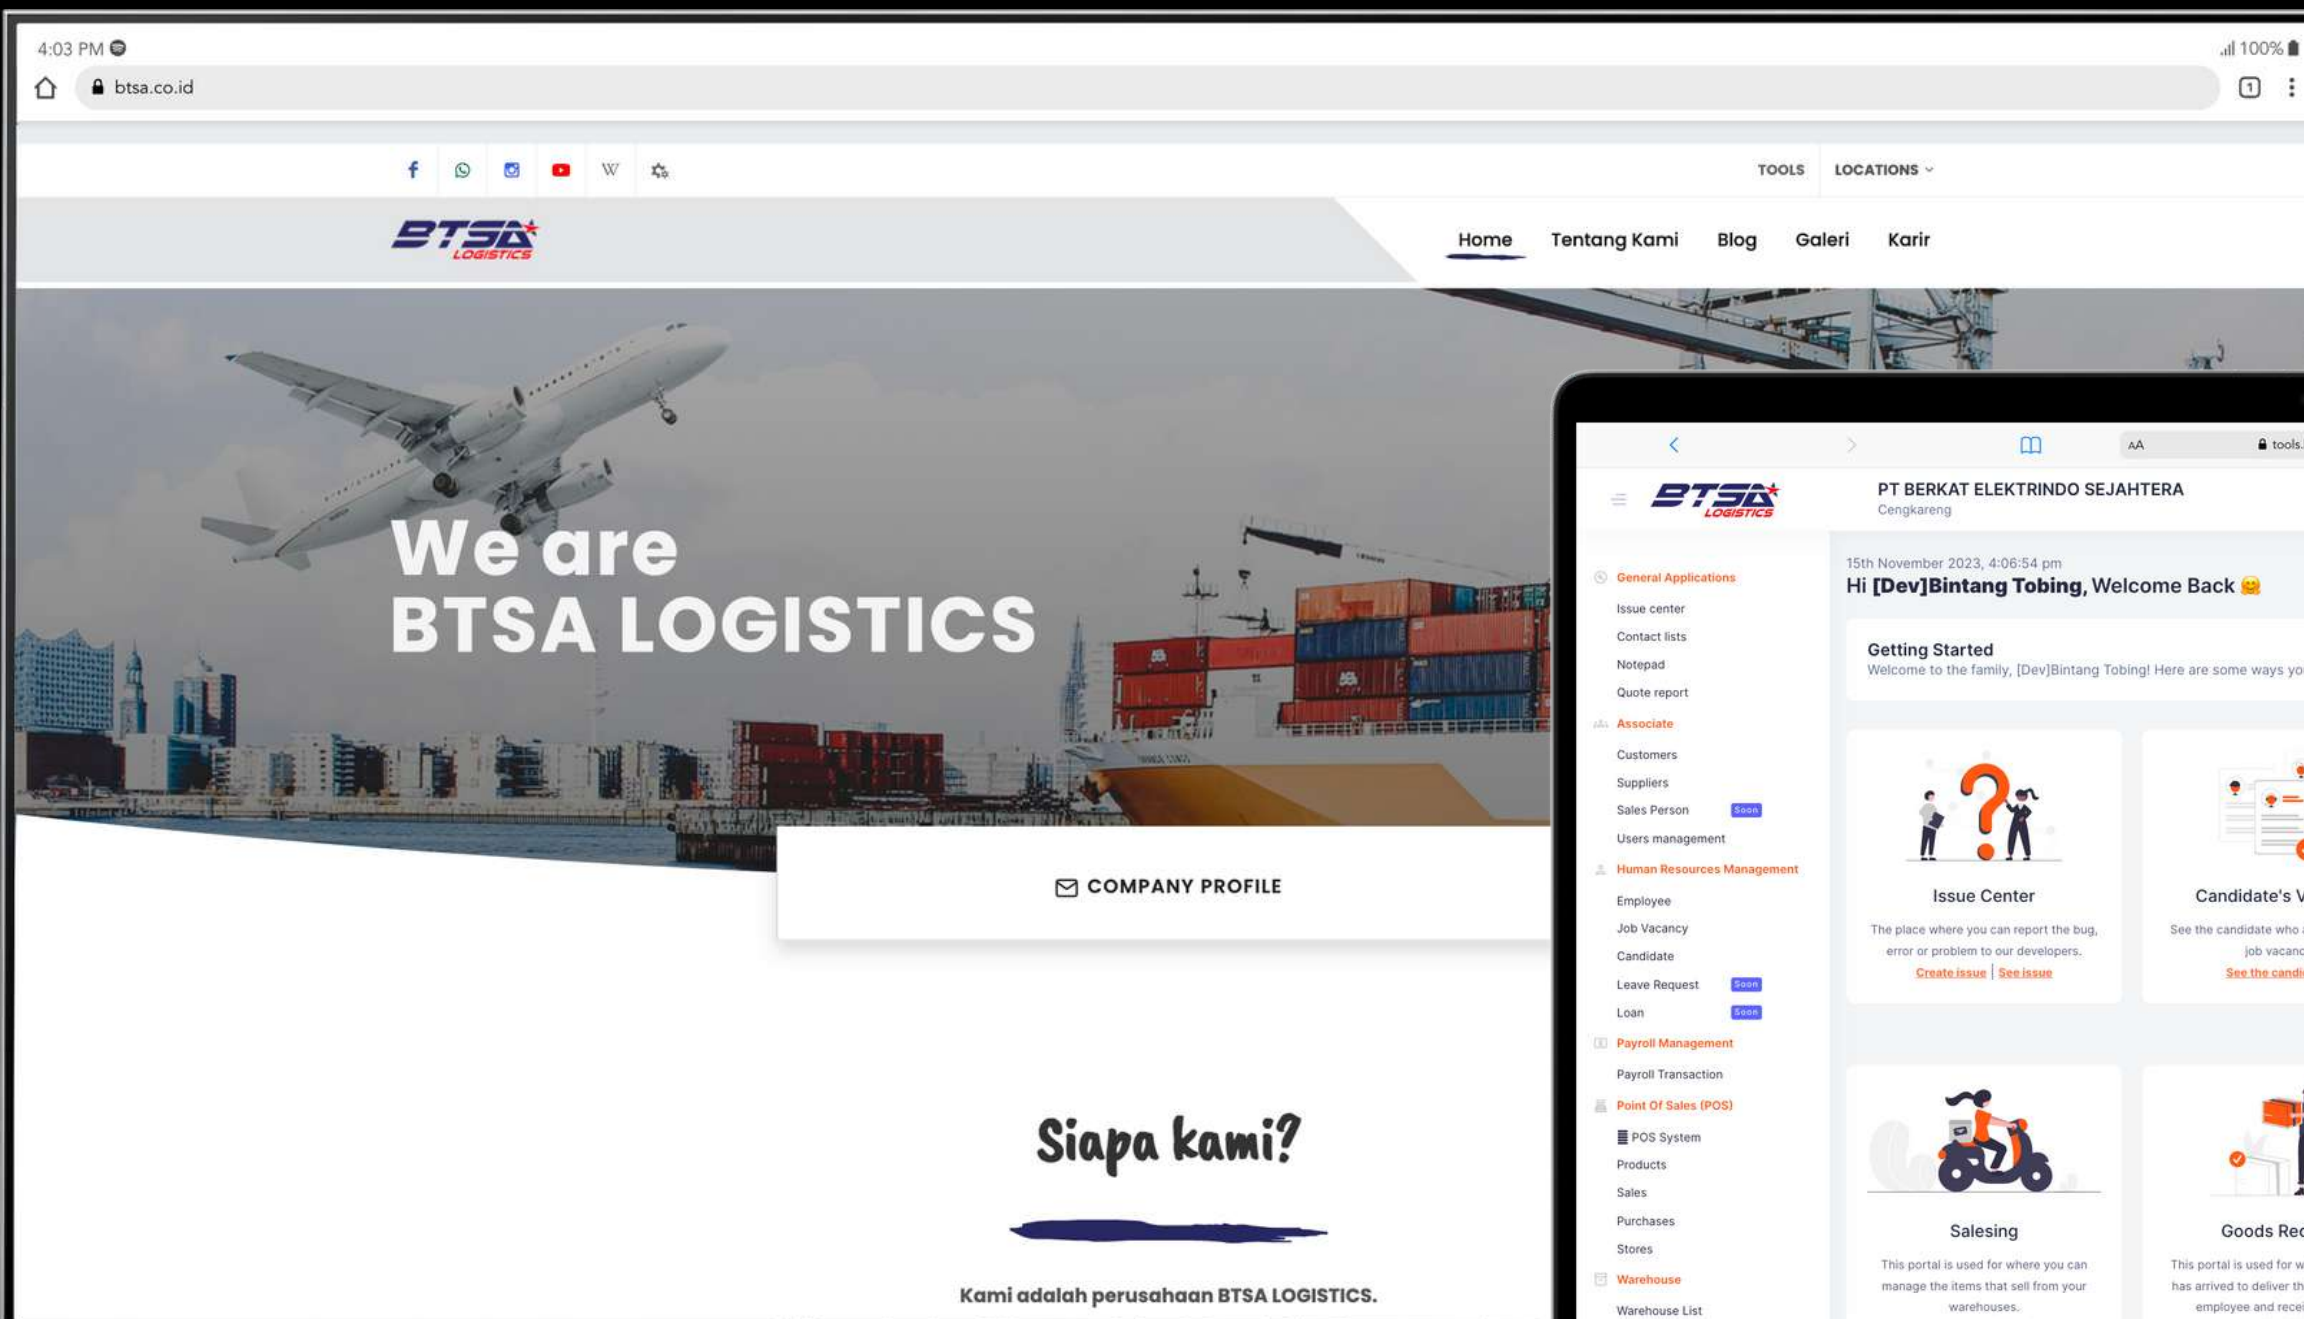 4:03 PM
100%
btsa.co.id
1
TOOLS
LOCATIONS
BTSA
LOGISTICS
Home
Tentang Kami
Blog
Galeri
Karir
We are
BTSA LOGISTICS
COMPANY PROFILE
Siapa kami?
Kami adalah perusahaan BTSA LOGISTICS.
AA
tools.
BTSA
LOGISTICS
PT BERKAT ELEKTRINDO SEJAHTERA
Cengkareng
General Applications
Issue center
Contact lists
Notepad
Quote report
Associate
Customers
Suppliers
Sales Person Soon
Users management
Human Resources Management
Employee
Job Vacancy
Candidate
Leave Request Soon
Loan Soon
Payroll Management
Payroll Transaction
Point Of Sales (POS)
POS System
Products
Sales
Purchases
Stores
Warehouse
Warehouse List
15th November 2023, 4:06:54 pm
Hi [Dev]Bintang Tobing, Welcome Back 🤗
Getting Started
Welcome to the family, [Dev]Bintang Tobing! Here are some ways yo
Issue Center
The place where you can report the bug,
error or problem to our developers.
Create issue | See issue
Candidate's V
See the candidate who
job vacanc
See the candi
Salesing
This portal is used for where you can
manage the items that sell from your
warehouses.
Goods Rec
This portal is used for w
has arrived to deliver th
employee and recei